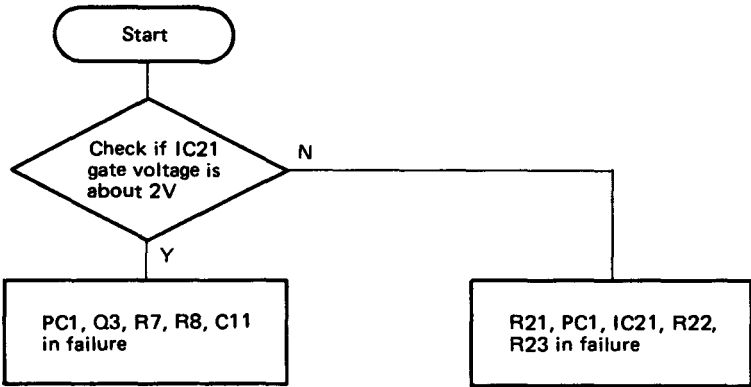 Start
Check if IC21
gate voltage is
about 2V
N
Y
PC1, Q3, R7, R8, C11
in failure
R21, PC1, IC21, R22,
R23 in failure